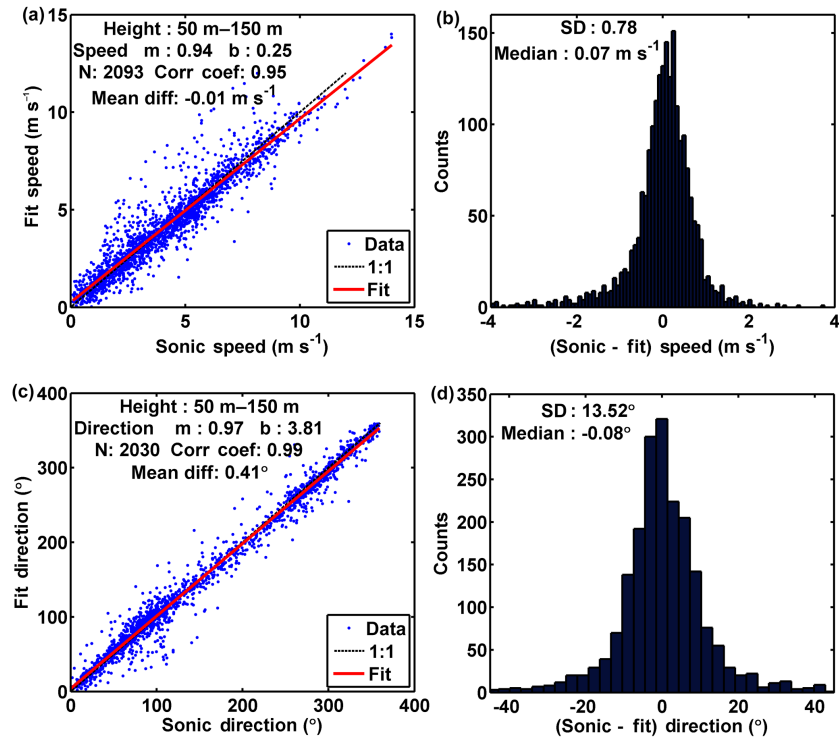 (a)
15
Height : 50 m–150 m
Speed m : 0.94 b : 0.25
N: 2093 Corr coef: 0.95
Mean diff: -0.01 m s-1
10
5
0
Fit speed (m s-1)
Data
1:1
Fit
0 5 10 15
Sonic speed (m s-1)
(b)
SD : 0.78
Median : 0.07 m s-1
150
100
50
0
Counts
-4 -2 0 2 4
(Sonic - fit) speed (m s-1)
(c)
400
Height : 50 m–150 m
Direction m : 0.97 b : 3.81
N: 2030 Corr coef: 0.99
Mean diff: 0.41°
300
200
100
0
Fit direction (°)
Data
1:1
Fit
0 100 200 300 400
Sonic direction (°)
(d)
SD : 13.52°
Median : -0.08°
350
300
250
200
150
100
50
0
Counts
-40 -20 0 20 40
(Sonic - fit) direction (°)